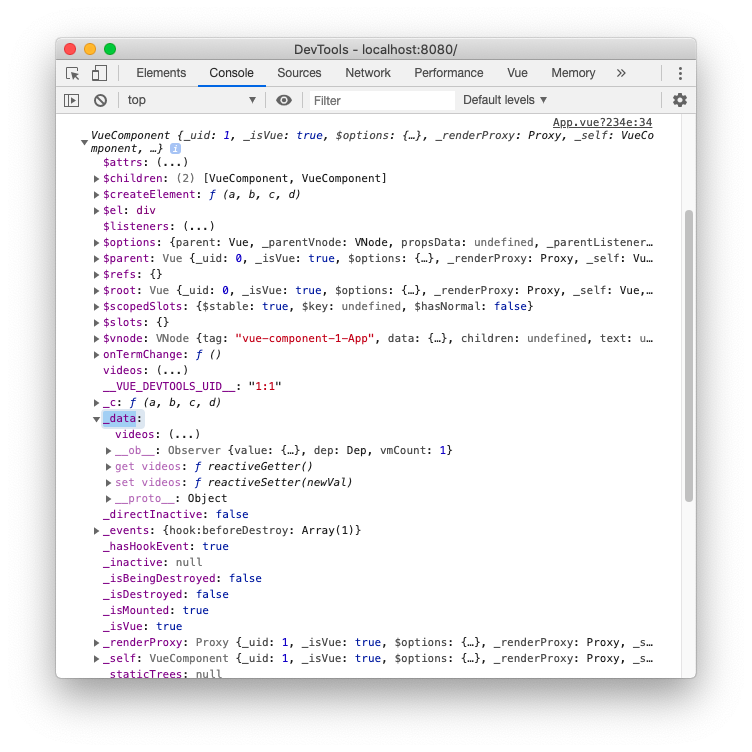 DevTools - localhost:8080/
Elements Console Sources Network Performance Vue Memory »
top ▼ Filter Default levels ▼
App.vue?234e:34
VueComponent {_uid: 1, _isVue: true, $options: {…}, _renderProxy: Proxy, _self: VueCo
mponent, …} i
$attrs: (...)
$children: (2) [VueComponent, VueComponent]
$createElement: ƒ (a, b, c, d)
$el: div
$listeners: (...)
$options: {parent: Vue, _parentVnode: VNode, propsData: undefined, _parentListener…
$parent: Vue {_uid: 0, _isVue: true, $options: {…}, _renderProxy: Proxy, _self: Vu…
$refs: {}
$root: Vue {_uid: 0, _isVue: true, $options: {…}, _renderProxy: Proxy, _self: Vue,…
$scopedSlots: {$stable: true, $key: undefined, $hasNormal: false}
$slots: {}
$vnode: VNode {tag: "vue-component-1-App", data: {…}, children: undefined, text: u…
onTermChange: ƒ ()
videos: (...)
__VUE_DEVTOOLS_UID__: "1:1"
_c: ƒ (a, b, c, d)
_data:
videos: (...)
__ob__: Observer {value: {…}, dep: Dep, vmCount: 1}
get videos: ƒ reactiveGetter()
set videos: ƒ reactiveSetter(newVal)
__proto__: Object
_directInactive: false
_events: {hook:beforeDestroy: Array(1)}
_hasHookEvent: true
_inactive: null
_isBeingDestroyed: false
_isDestroyed: false
_isMounted: true
_isVue: true
_renderProxy: Proxy {_uid: 1, _isVue: true, $options: {…}, _renderProxy: Proxy, _s…
_self: VueComponent {_uid: 1, _isVue: true, $options: {…}, _renderProxy: Proxy, _s…
_staticTrees: null